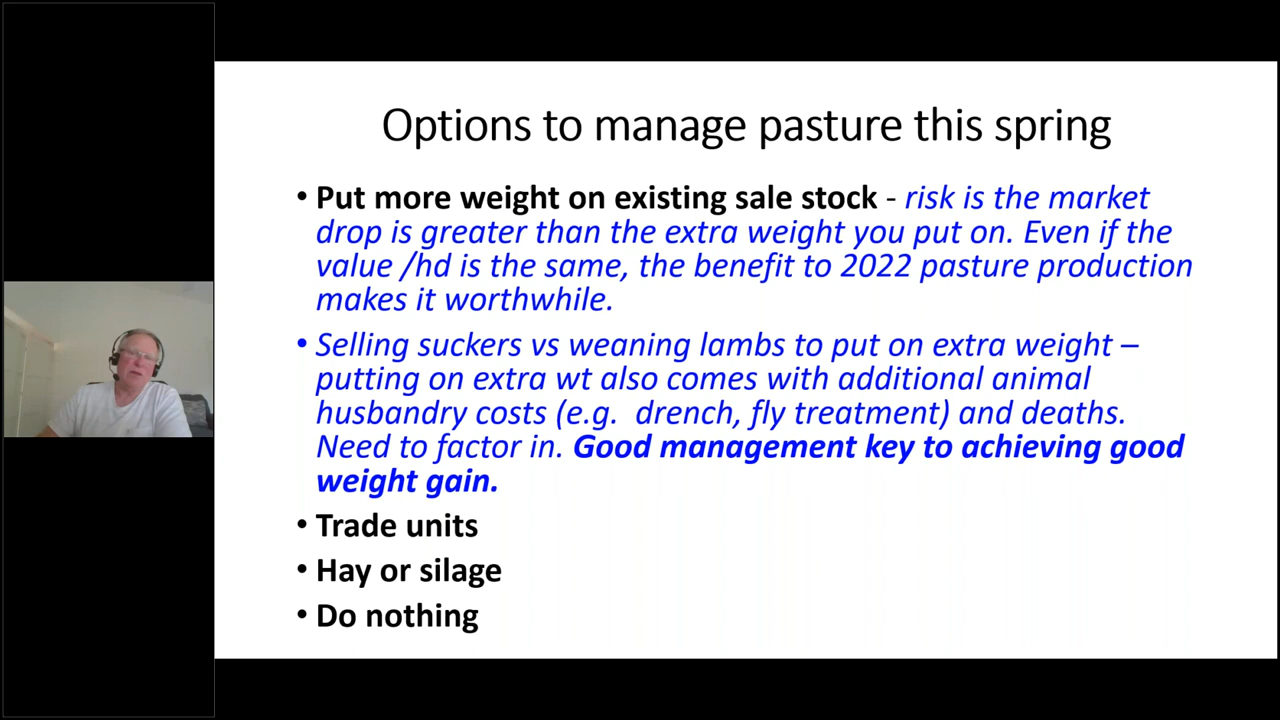 Options to manage pasture this spring
• Put more weight on existing sale stock - risk is the market
drop is greater than the extra weight you put on. Even if the
value /hd is the same, the benefit to 2022 pasture production
makes it worthwhile.
• Selling suckers vs weaning lambs to put on extra weight –
putting on extra wt also comes with additional animal
husbandry costs (e.g. drench, fly treatment) and deaths.
Need to factor in. Good management key to achieving good
weight gain.
• Trade units
• Hay or silage
• Do nothing